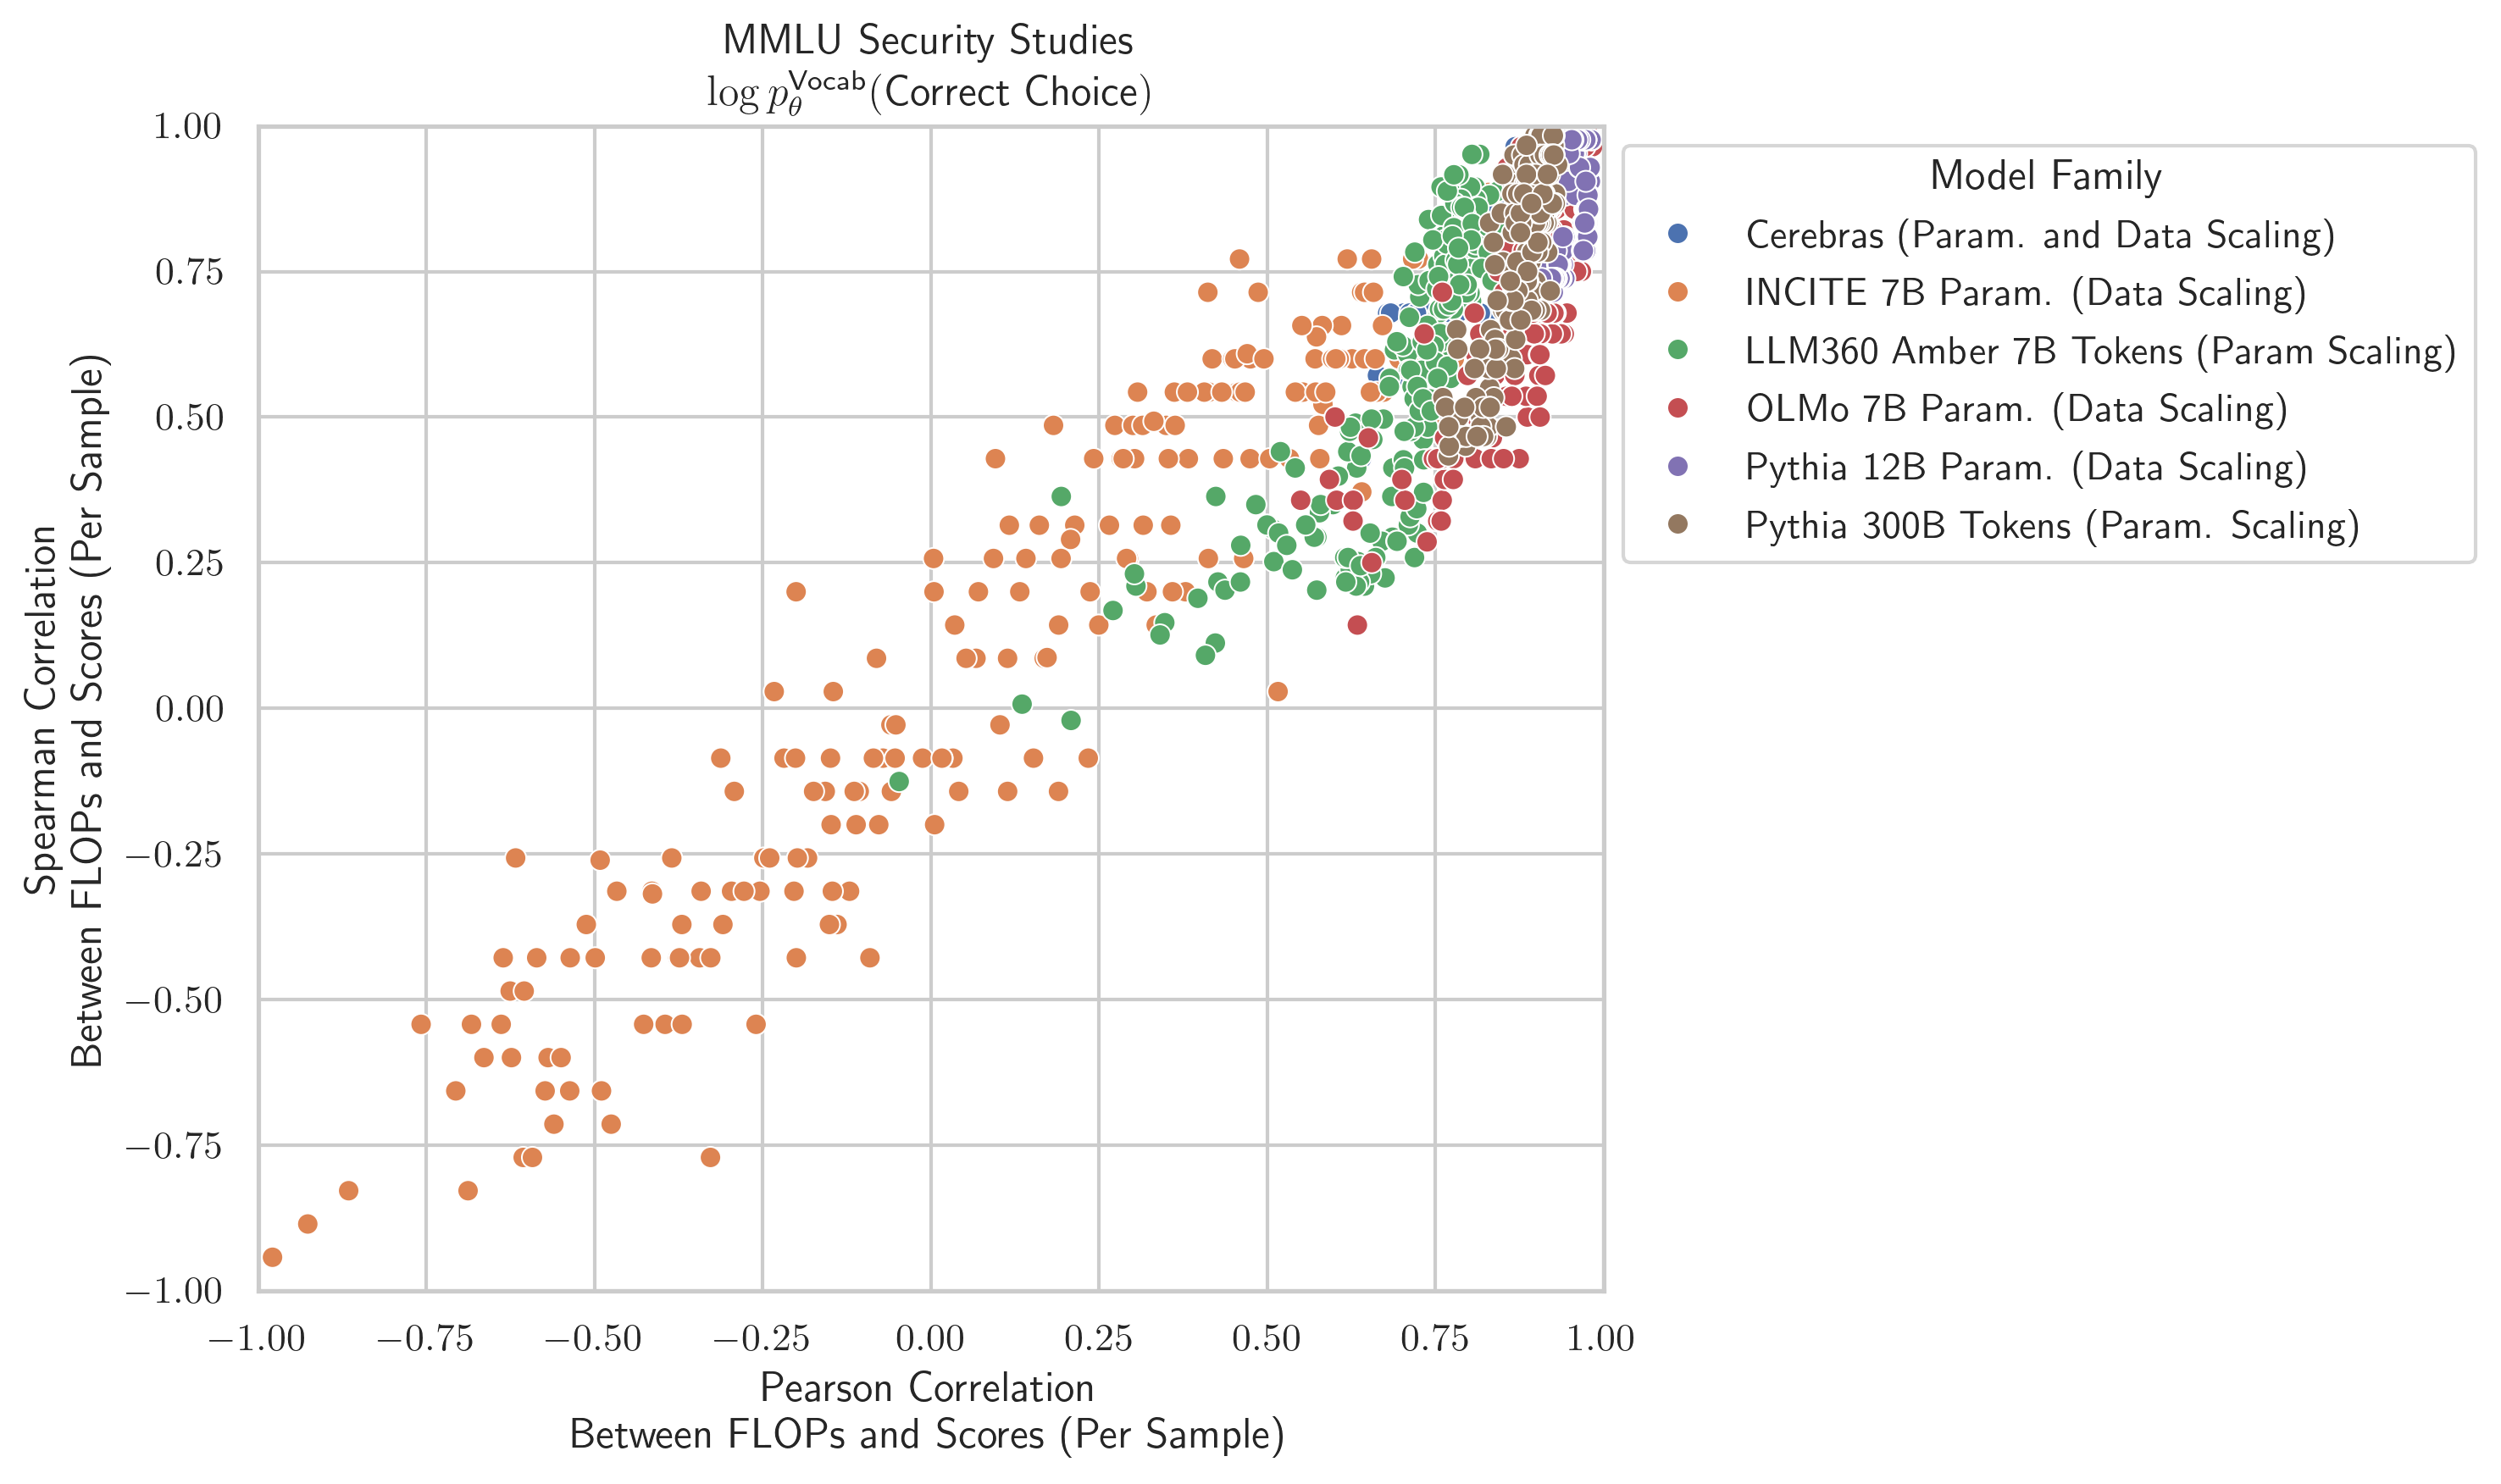 MMLU Security Studies
log p_θ^Vocab(Correct Choice)
Spearman Correlation
Between FLOPs and Scores (Per Sample)
1.00
0.75
0.50
0.25
0.00
−0.25
−0.50
−0.75
−1.00
−1.00 −0.75 −0.50 −0.25 0.00 0.25 0.50 0.75 1.00
Pearson Correlation
Between FLOPs and Scores (Per Sample)
Model Family
Cerebras (Param. and Data Scaling)
INCITE 7B Param. (Data Scaling)
LLM360 Amber 7B Tokens (Param Scaling)
OLMo 7B Param. (Data Scaling)
Pythia 12B Param. (Data Scaling)
Pythia 300B Tokens (Param. Scaling)